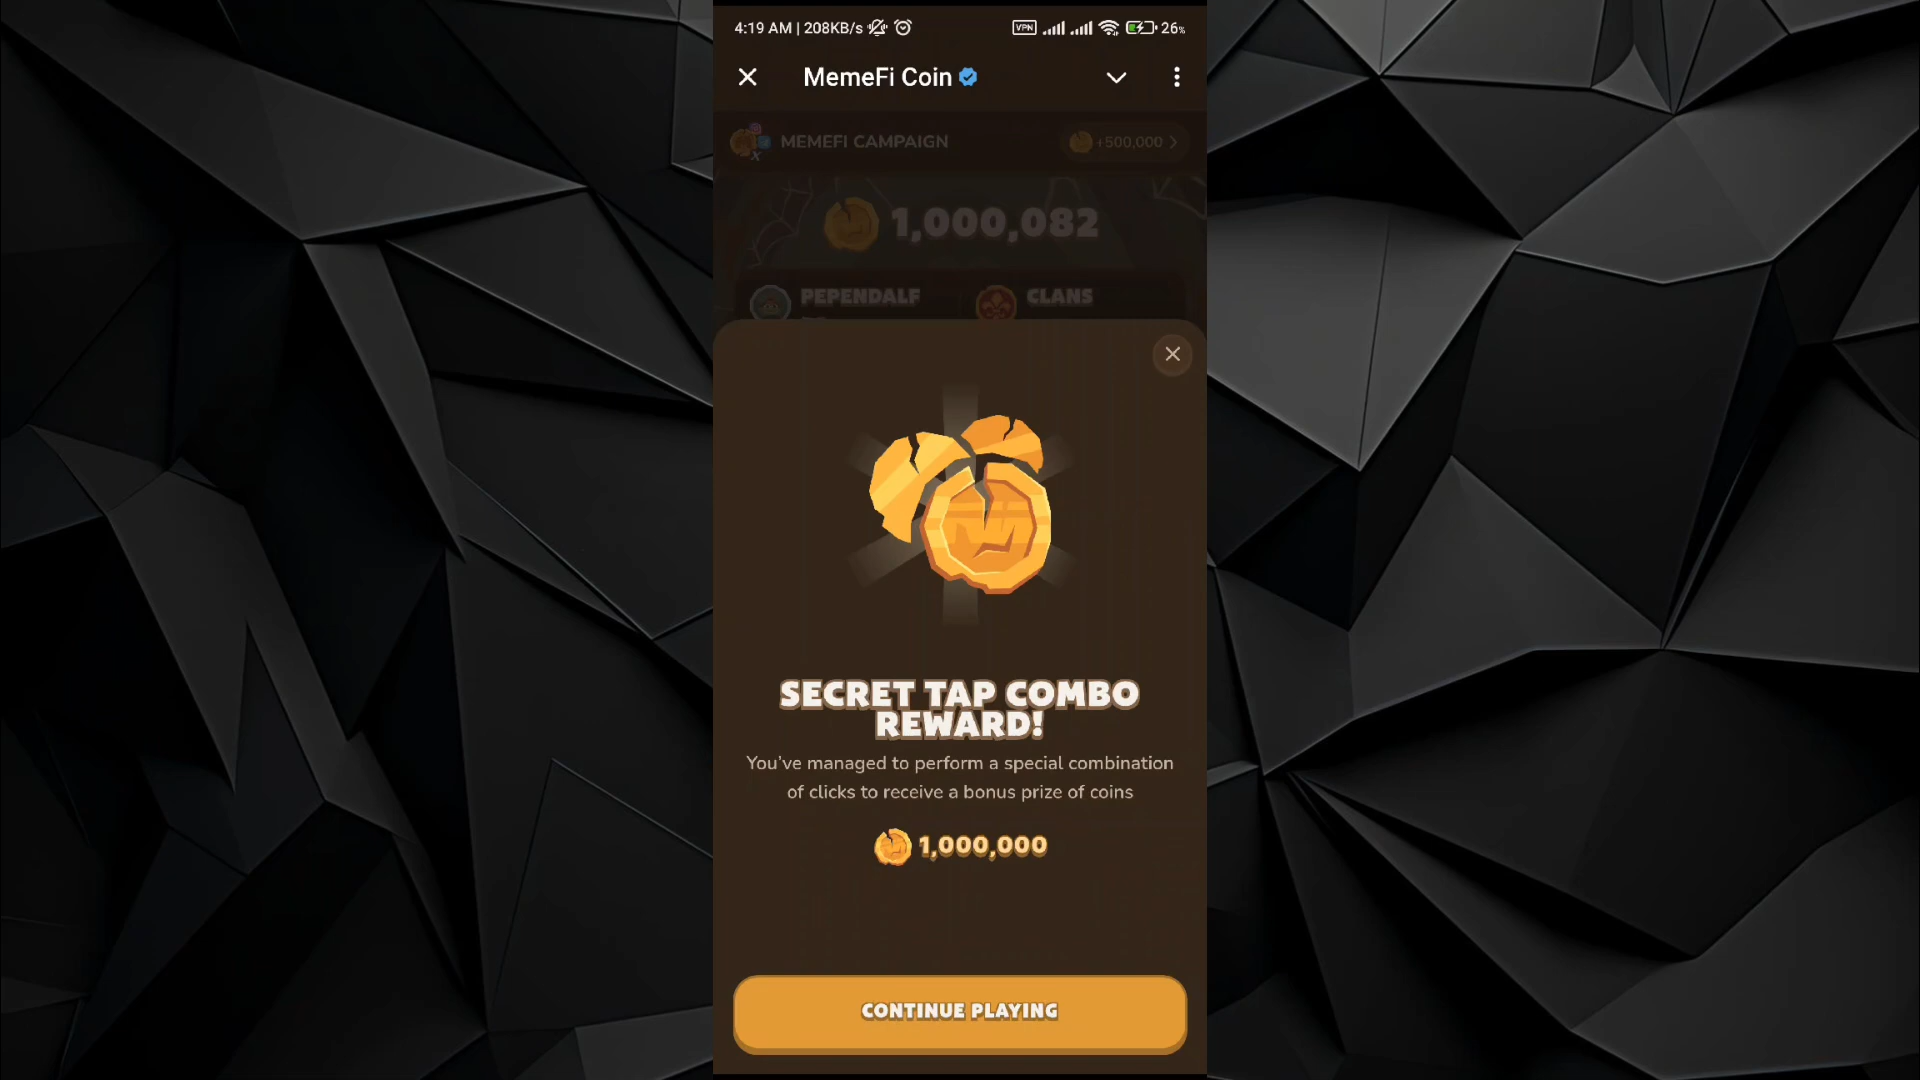 4:19 AM | 208KB/s VPN 26%
MemeFi Coin
MEMEFI CAMPAIGN +500,000
1,000,082
PEPENDALF CLANS
SECRET TAP COMBO
REWARD!
You've managed to perform a special combination
of clicks to receive a bonus prize of coins
1,000,000
CONTINUE PLAYING